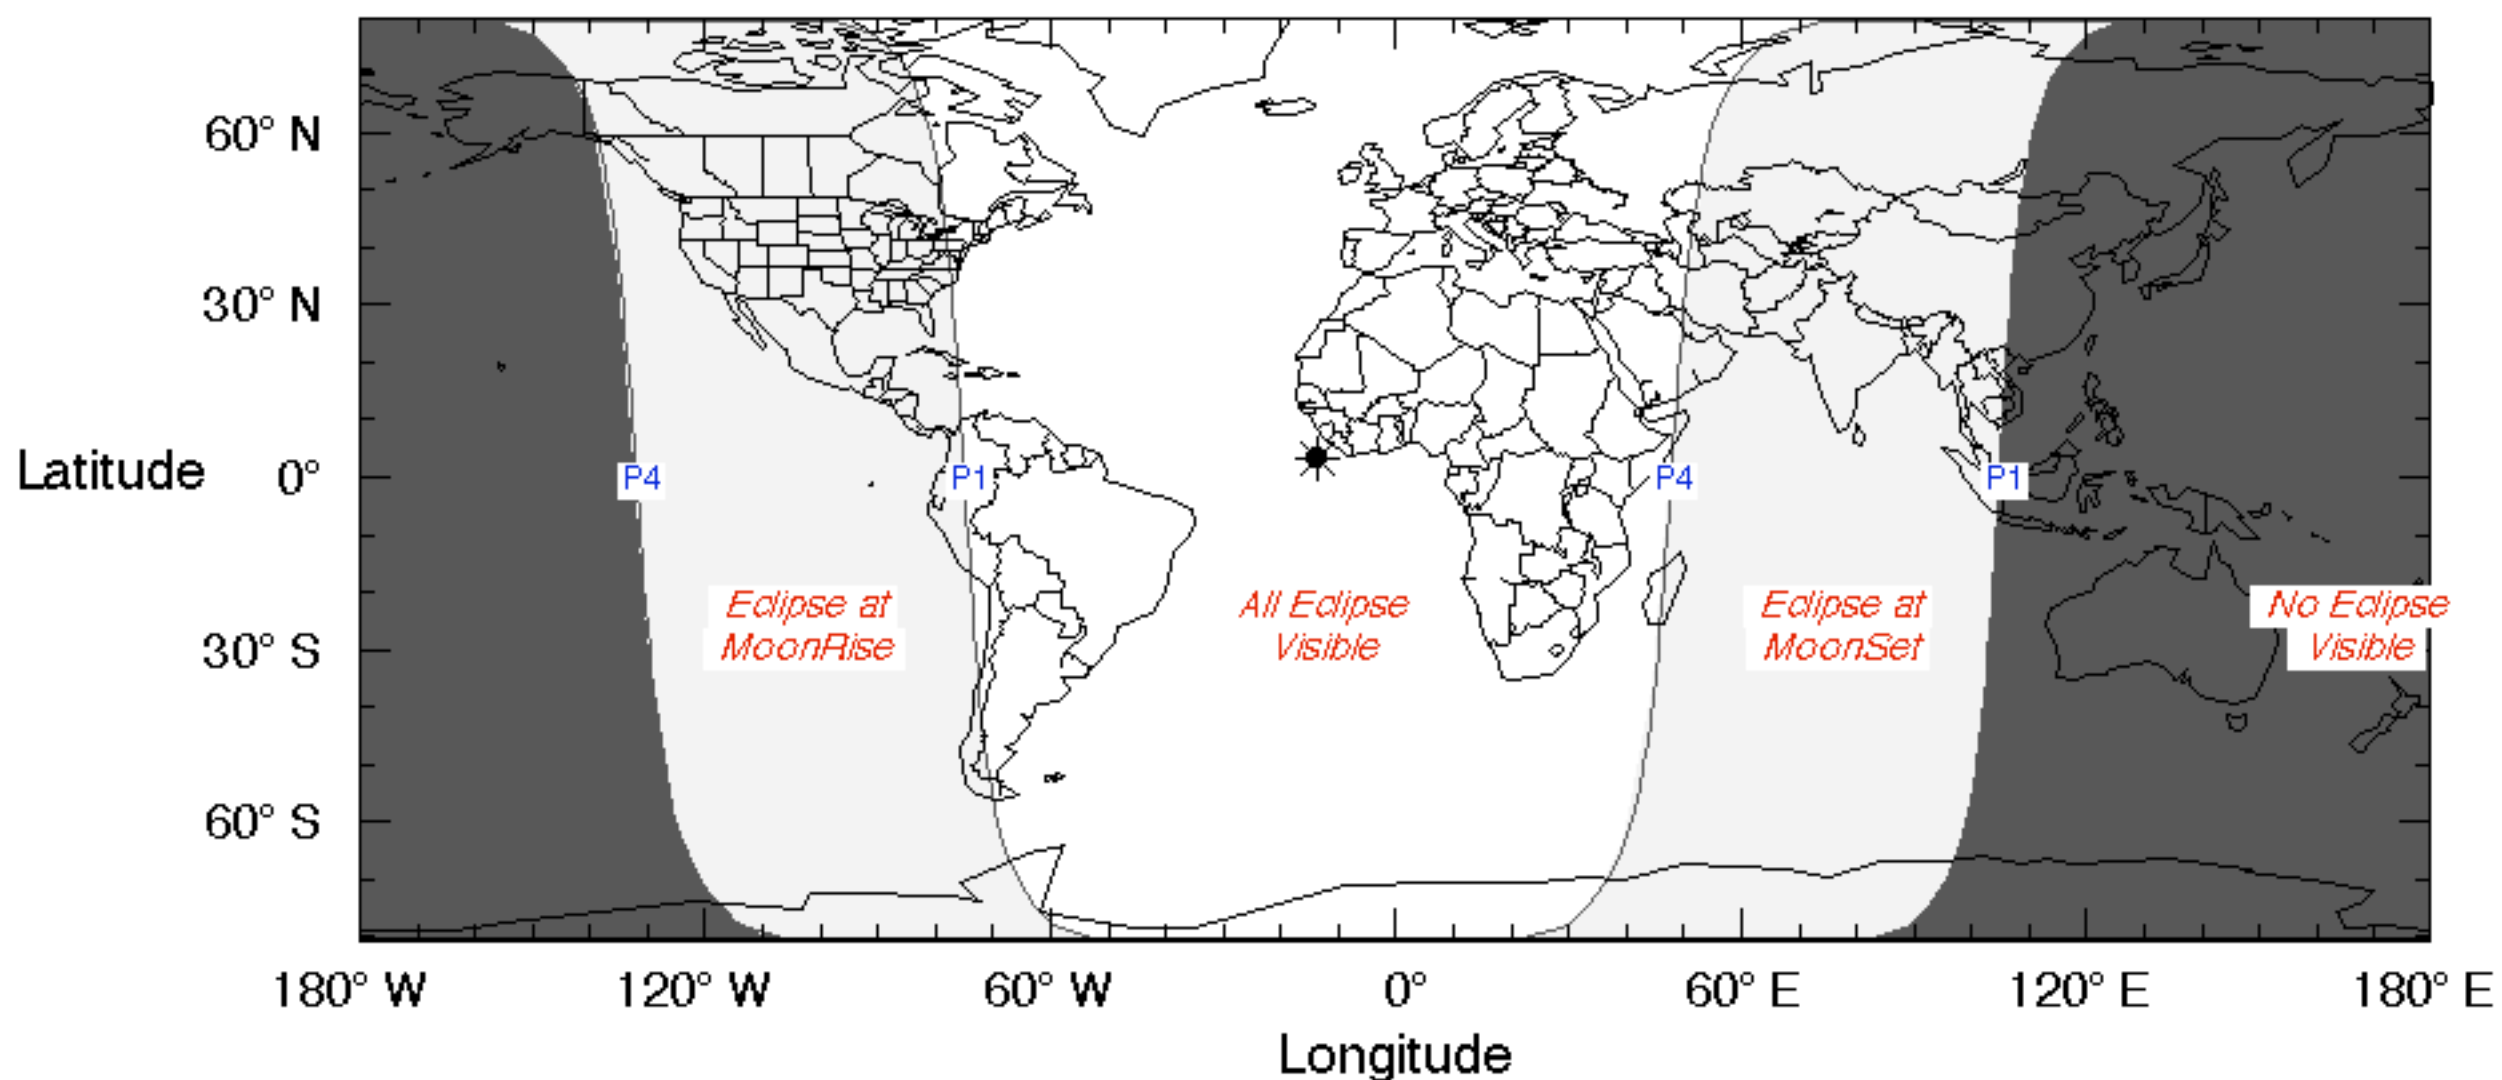 60° N
30° N
Latitude 0°
P4 P1 P4 P1
Eclipse at All Eclipse Eclipse at No Eclipse
MoonRise Visible MoonSet Visible
30° S
60° S
180° W 120° W 60° W 0° 60° E 120° E 180° E
Longitude